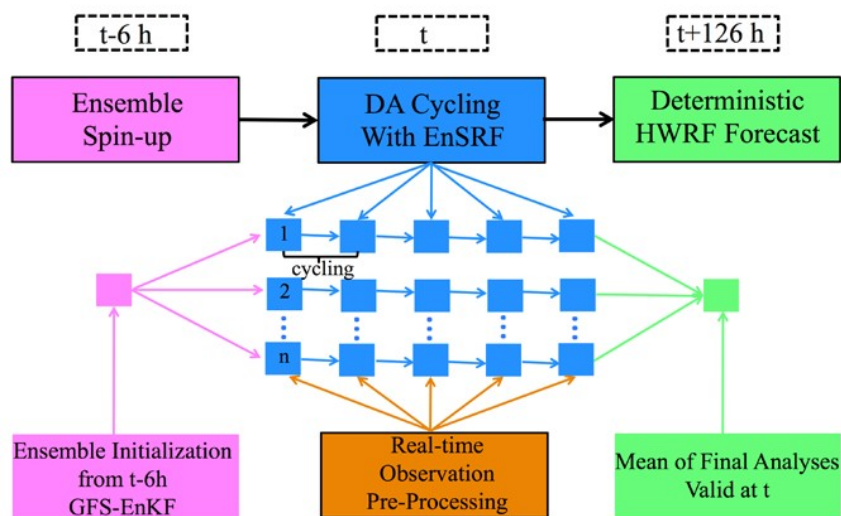 t-6 h
t
t+126 h
Ensemble
Spin-up
DA Cycling
With EnSRF
Deterministic
HWRF Forecast
1
cycling
2
n
Ensemble Initialization
from t-6h
GFS-EnKF
Real-time
Observation
Pre-Processing
Mean of Final Analyses
Valid at t